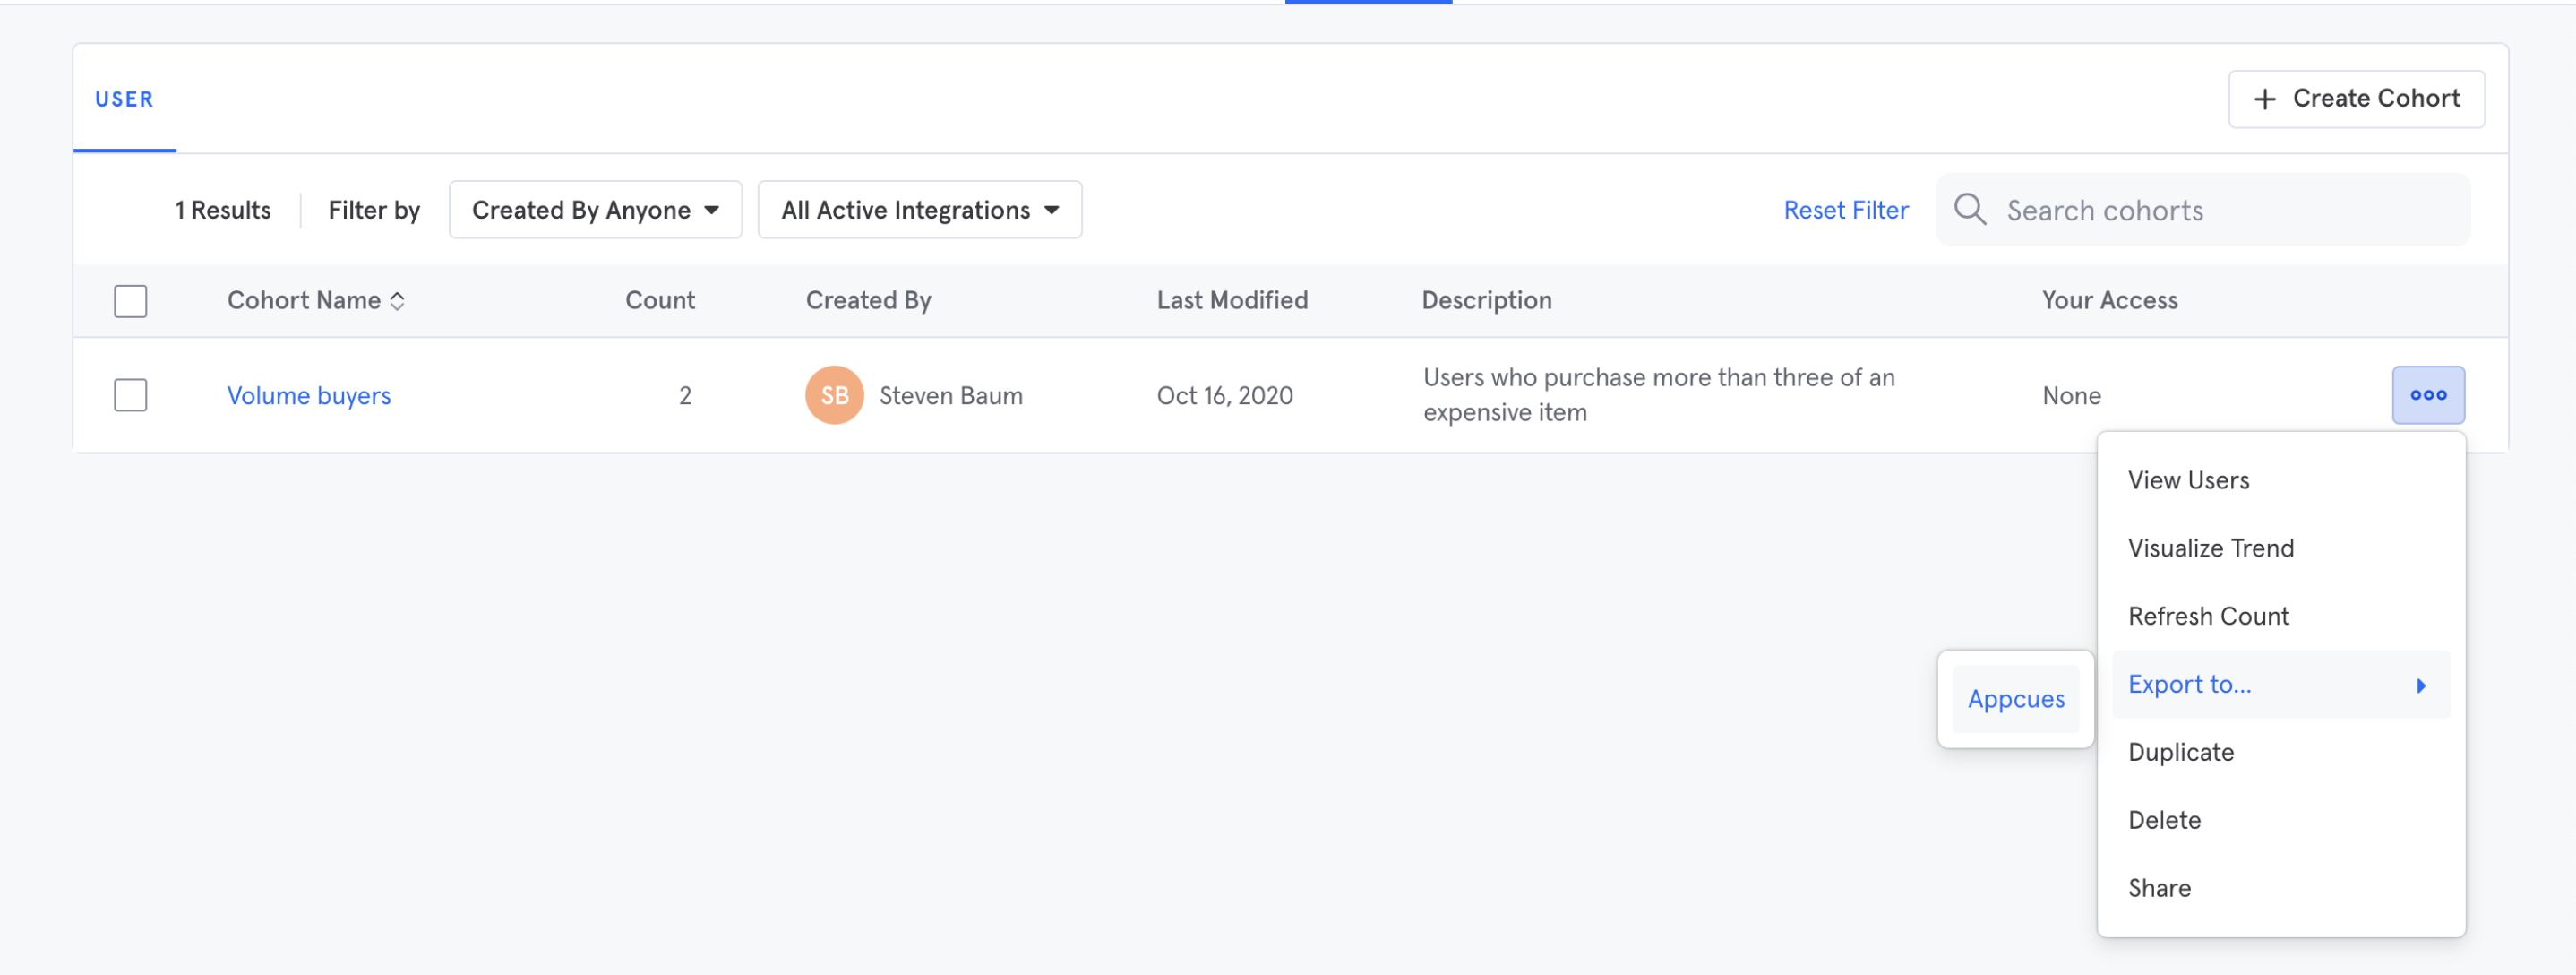 USER
+ Create Cohort
1 Results
Filter by
Created By Anyone
All Active Integrations
Reset Filter
Search cohorts
Cohort Name
Count
Created By
Last Modified
Description
Your Access
Volume buyers
2
SB
Steven Baum
Oct 16, 2020
Users who purchase more than three of an
expensive item
None
View Users
Visualize Trend
Refresh Count
Export to...
Appcues
Duplicate
Delete
Share